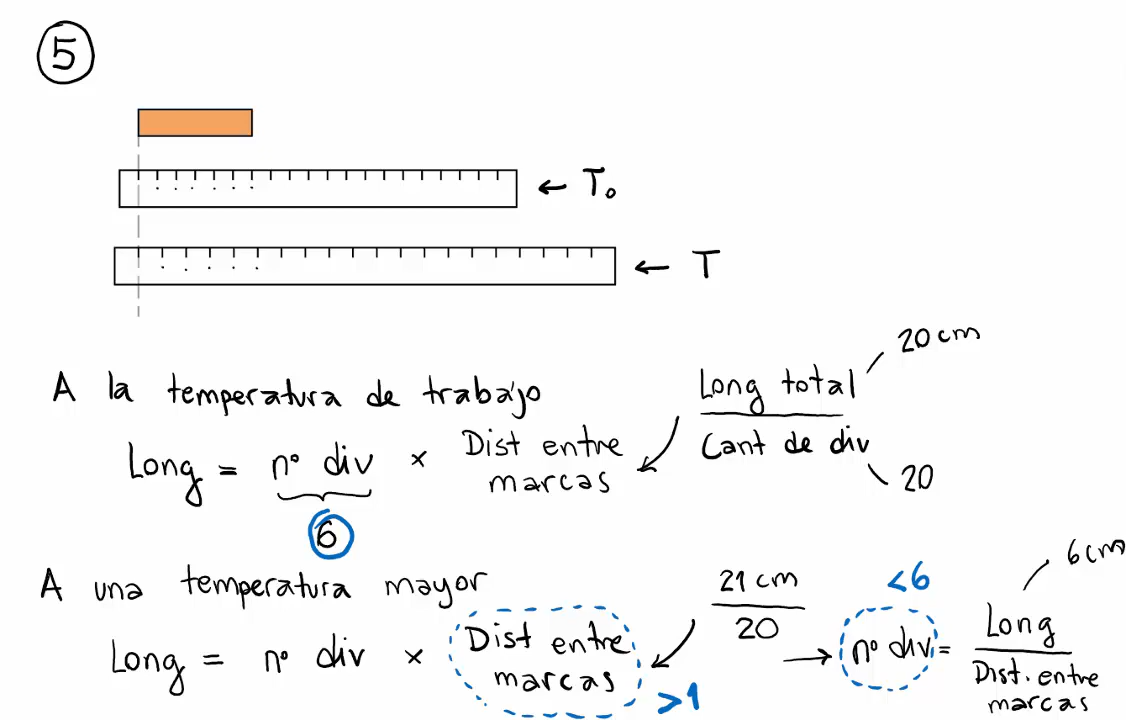 5
← T₀
← T
A la temperatura de trabajo
Long = nº div × Dist entre marcas
6
Long total
20 cm
Cant de div
20
A una temperatura mayor
Long = nº div × Dist entre marcas
>1
21 cm
20
→ nº div = Long
<6
6 cm
Dist. entre marcas